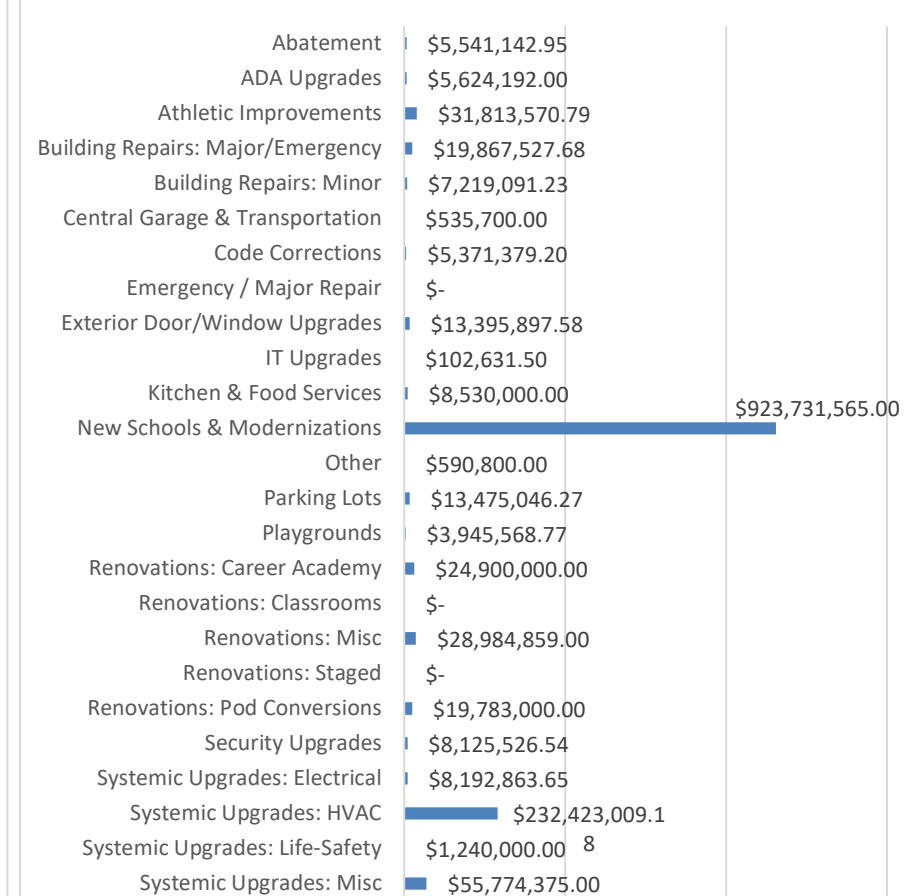 Abatement $5,541,142.95
ADA Upgrades $5,624,192.00
Athletic Improvements $31,813,570.79
Building Repairs: Major/Emergency $19,867,527.68
Building Repairs: Minor $7,219,091.23
Central Garage & Transportation $535,700.00
Code Corrections $5,371,379.20
Emergency / Major Repair $-
Exterior Door/Window Upgrades $13,395,897.58
IT Upgrades $102,631.50
Kitchen & Food Services $8,530,000.00
New Schools & Modernizations $923,731,565.00
Other $590,800.00
Parking Lots $13,475,046.27
Playgrounds $3,945,568.77
Renovations: Career Academy $24,900,000.00
Renovations: Classrooms $-
Renovations: Misc $28,984,859.00
Renovations: Staged $-
Renovations: Pod Conversions $19,783,000.00
Security Upgrades $8,125,526.54
Systemic Upgrades: Electrical $8,192,863.65
Systemic Upgrades: HVAC $232,423,009.1
8
Systemic Upgrades: Life-Safety $1,240,000.00
Systemic Upgrades: Misc $55,774,375.00